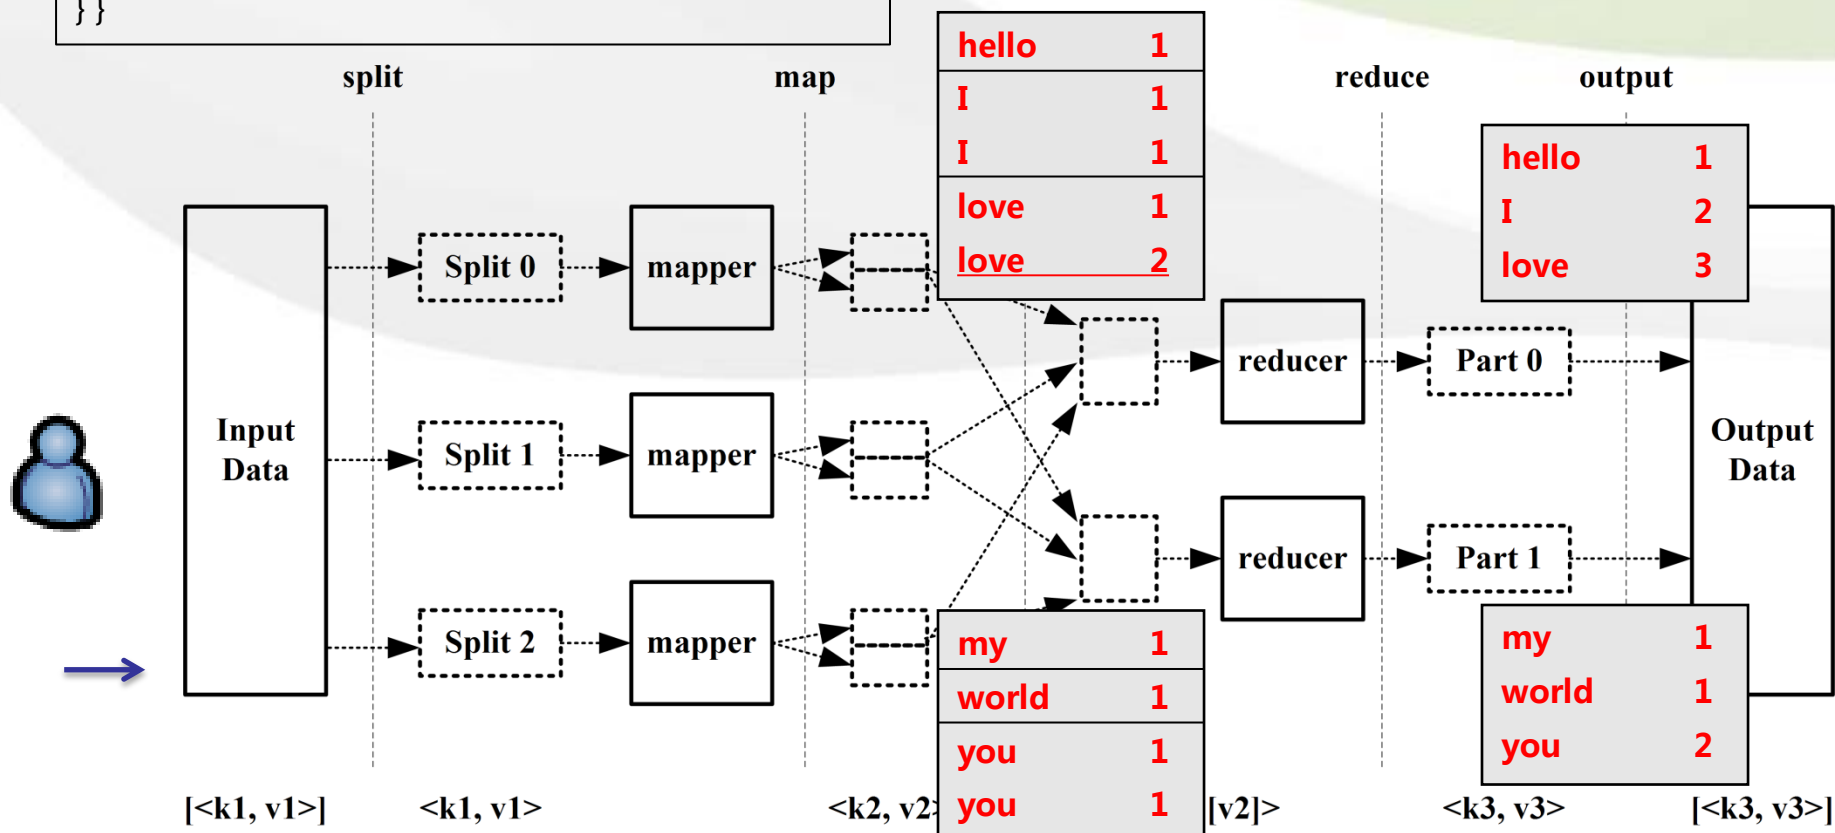 } }
split
map
reduce
output
hello 1
I 1
I 1
love 1
love 2
hello 1
I 2
love 3
Split 0
mapper
Input
Data
Split 1
mapper
Split 2
mapper
reducer
Part 0
Output
Data
reducer
Part 1
my 1
world 1
you 1
you 1
my 1
world 1
you 2
[<k1, v1>]
<k1, v1>
<k2, v2
[v2]>
<k3, v3>
[<k3, v3>]